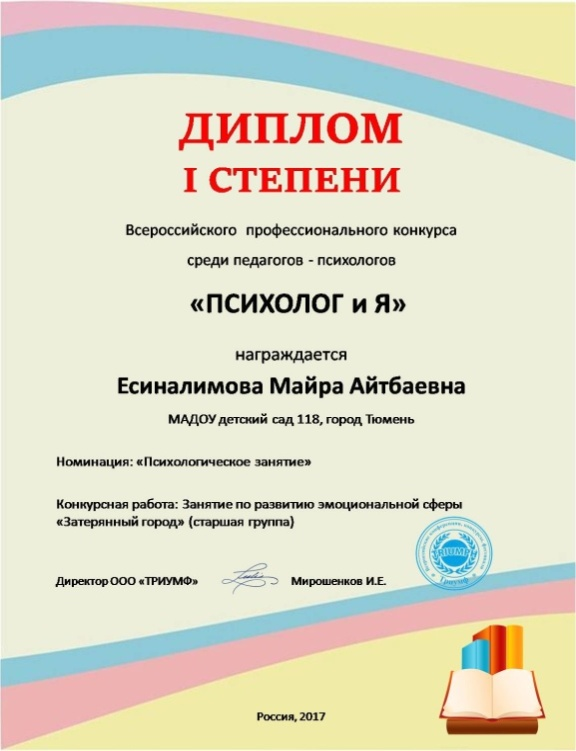 ДИПЛОМ
I СТЕПЕНИ
Всероссийского профессионального конкурса
среди педагогов - психологов
«ПСИХОЛОГ и Я»
награждается
Есиналимова Майра Айтбаевна
МАДОУ детский сад 118, город Тюмень
Номинация: «Психологическое занятие»
Конкурсная работа: Занятие по развитию эмоциональной сферы
«Затерянный город» (старшая группа)
Директор ООО «ТРИУМФ» Мирошенков И.Е.
Россия, 2017